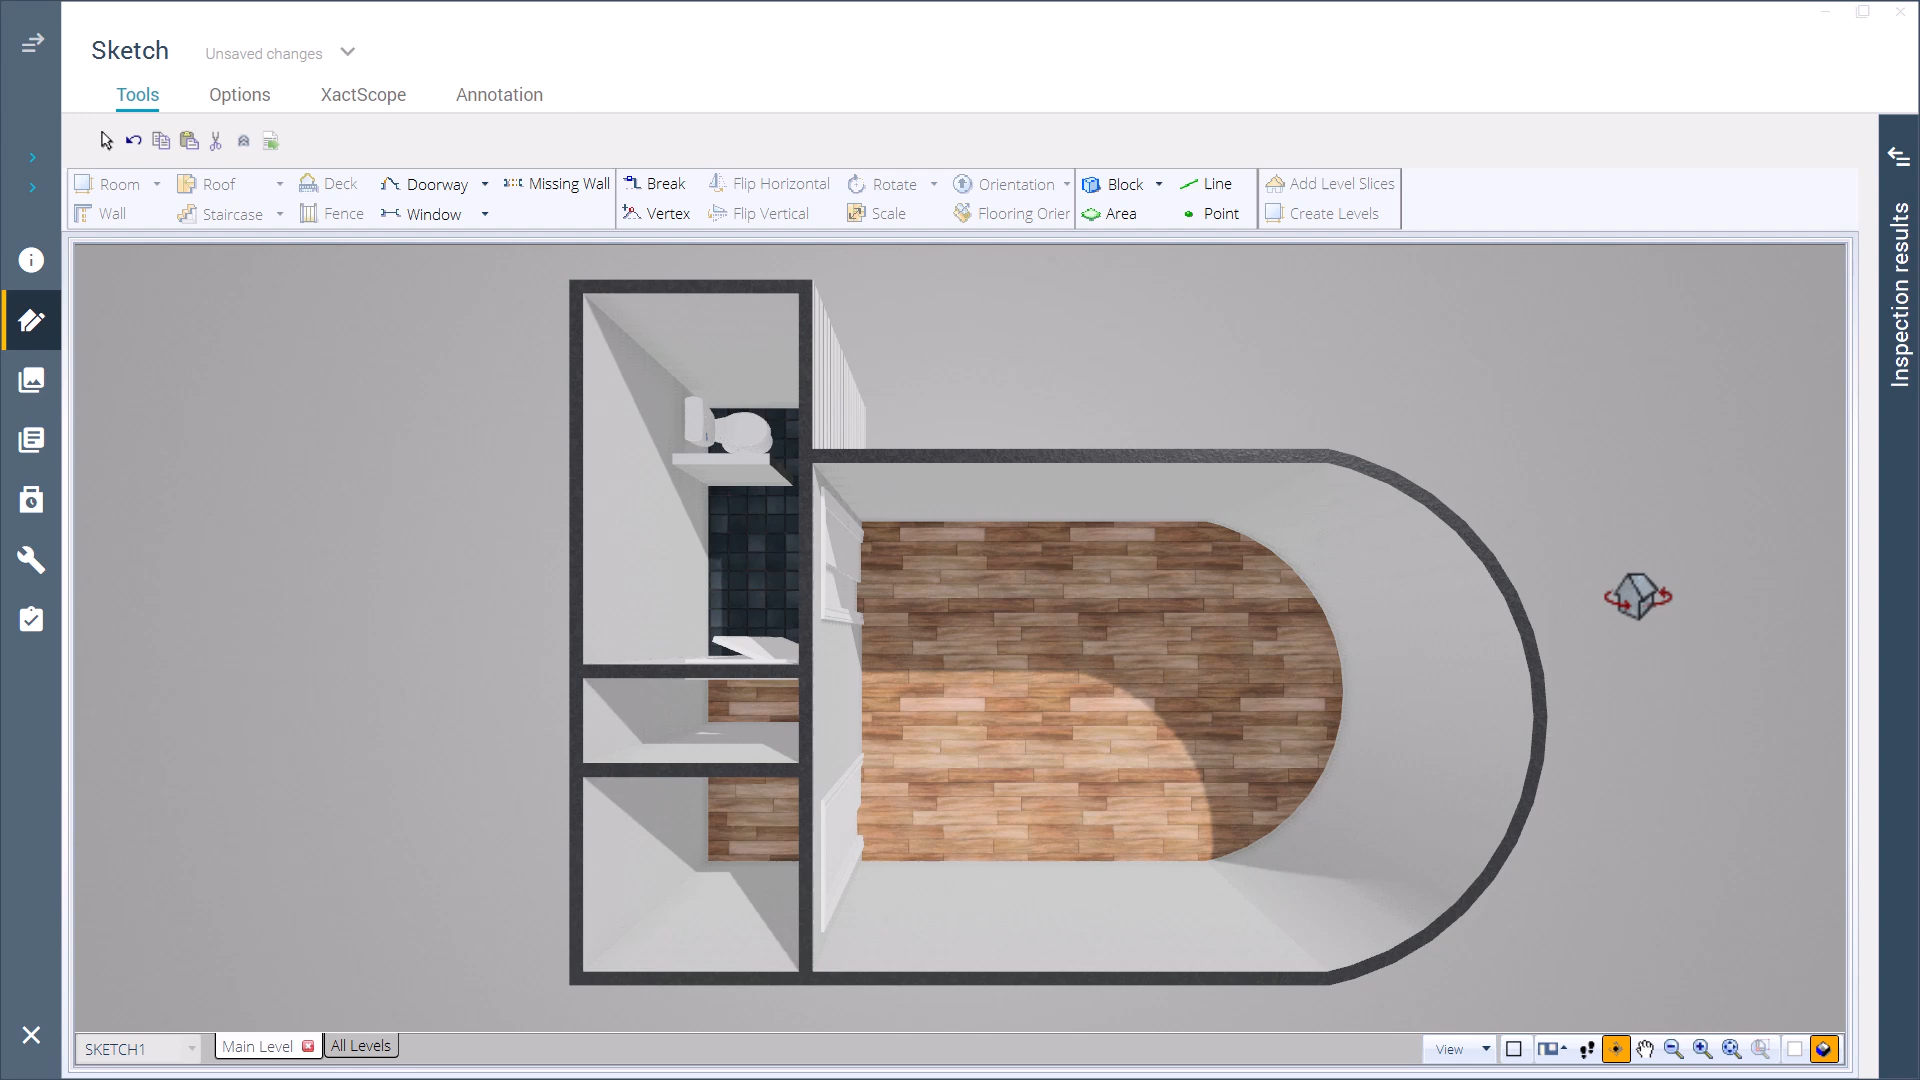 Sketch Unsaved changes
Tools Options XactScope Annotation
Room Roof Deck Doorway Missing Wall Break Flip Horizontal Rotate Orientation Block Line Add Level Slices
Wall Staircase Fence Window Vertex Flip Vertical Scale Flooring Orier Area Point Create Levels
Inspection results
SKETCH1 Main Level All Levels View